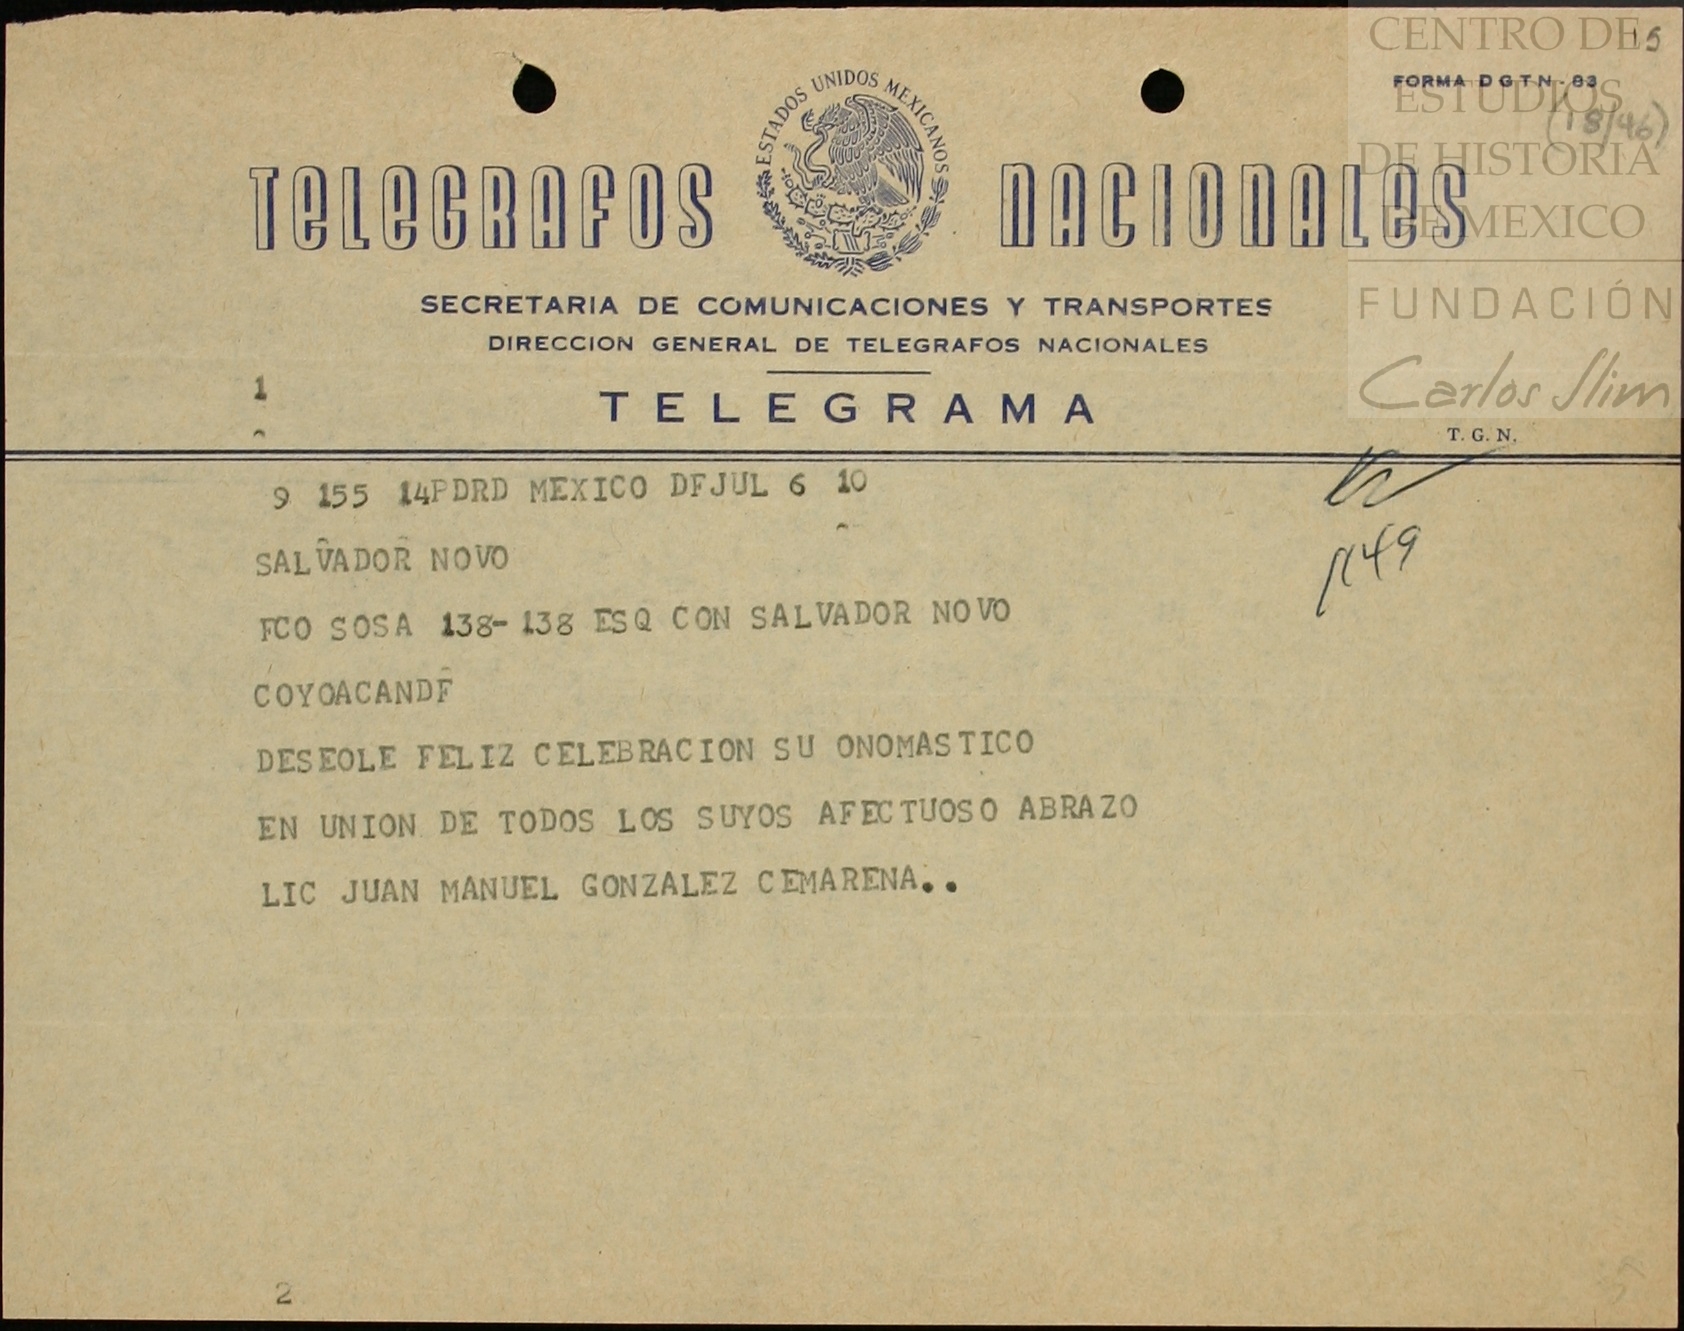 CENTRO DE
ESTUDIOS
DE HISTORIA
DE MEXICO
FUNDACIÓN
Carlos Slim
15
FORMA D G T N - 83
(18/46)
ESTADOS UNIDOS MEXICANOS
TELEGRAFOS NACIONALES
SECRETARIA DE COMUNICACIONES Y TRANSPORTES
DIRECCION GENERAL DE TELEGRAFOS NACIONALES
1
TELEGRAMA
T. G. N.
9 155 14PDRD MEXICO DFJUL 6 10
SALVADOR NOVO
FCO SOSA 138-138 ESQ CON SALVADOR NOVO
COYOACANDF
DESEOLE FELIZ CELEBRACION SU ONOMASTICO
EN UNION DE TODOS LOS SUYOS AFECTUOSO ABRAZO
LIC JUAN MANUEL GONZALEZ CEMARENA..
2